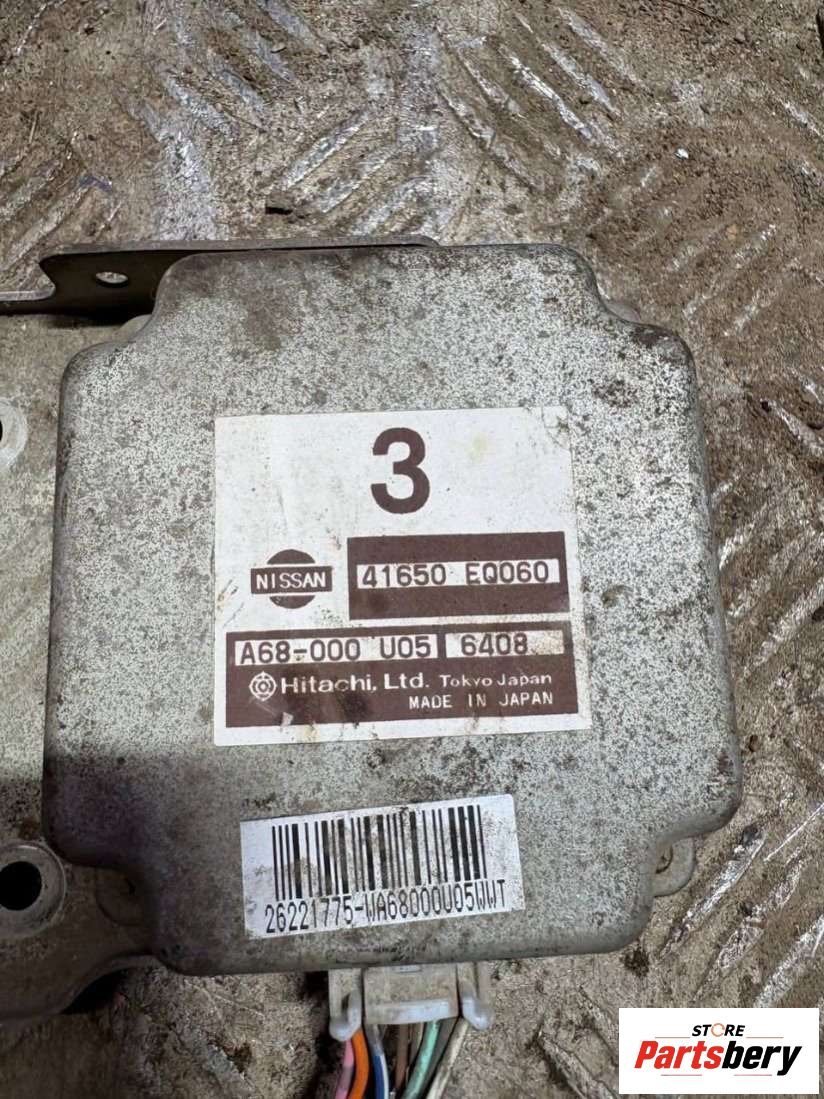 3
NISSAN
41650 EQ060
A68-000 U05 6408
Hitachi, Ltd. Tokyo Japan
MADE IN JAPAN
26221775-WA68000U05WWT
STORE
Partsbery